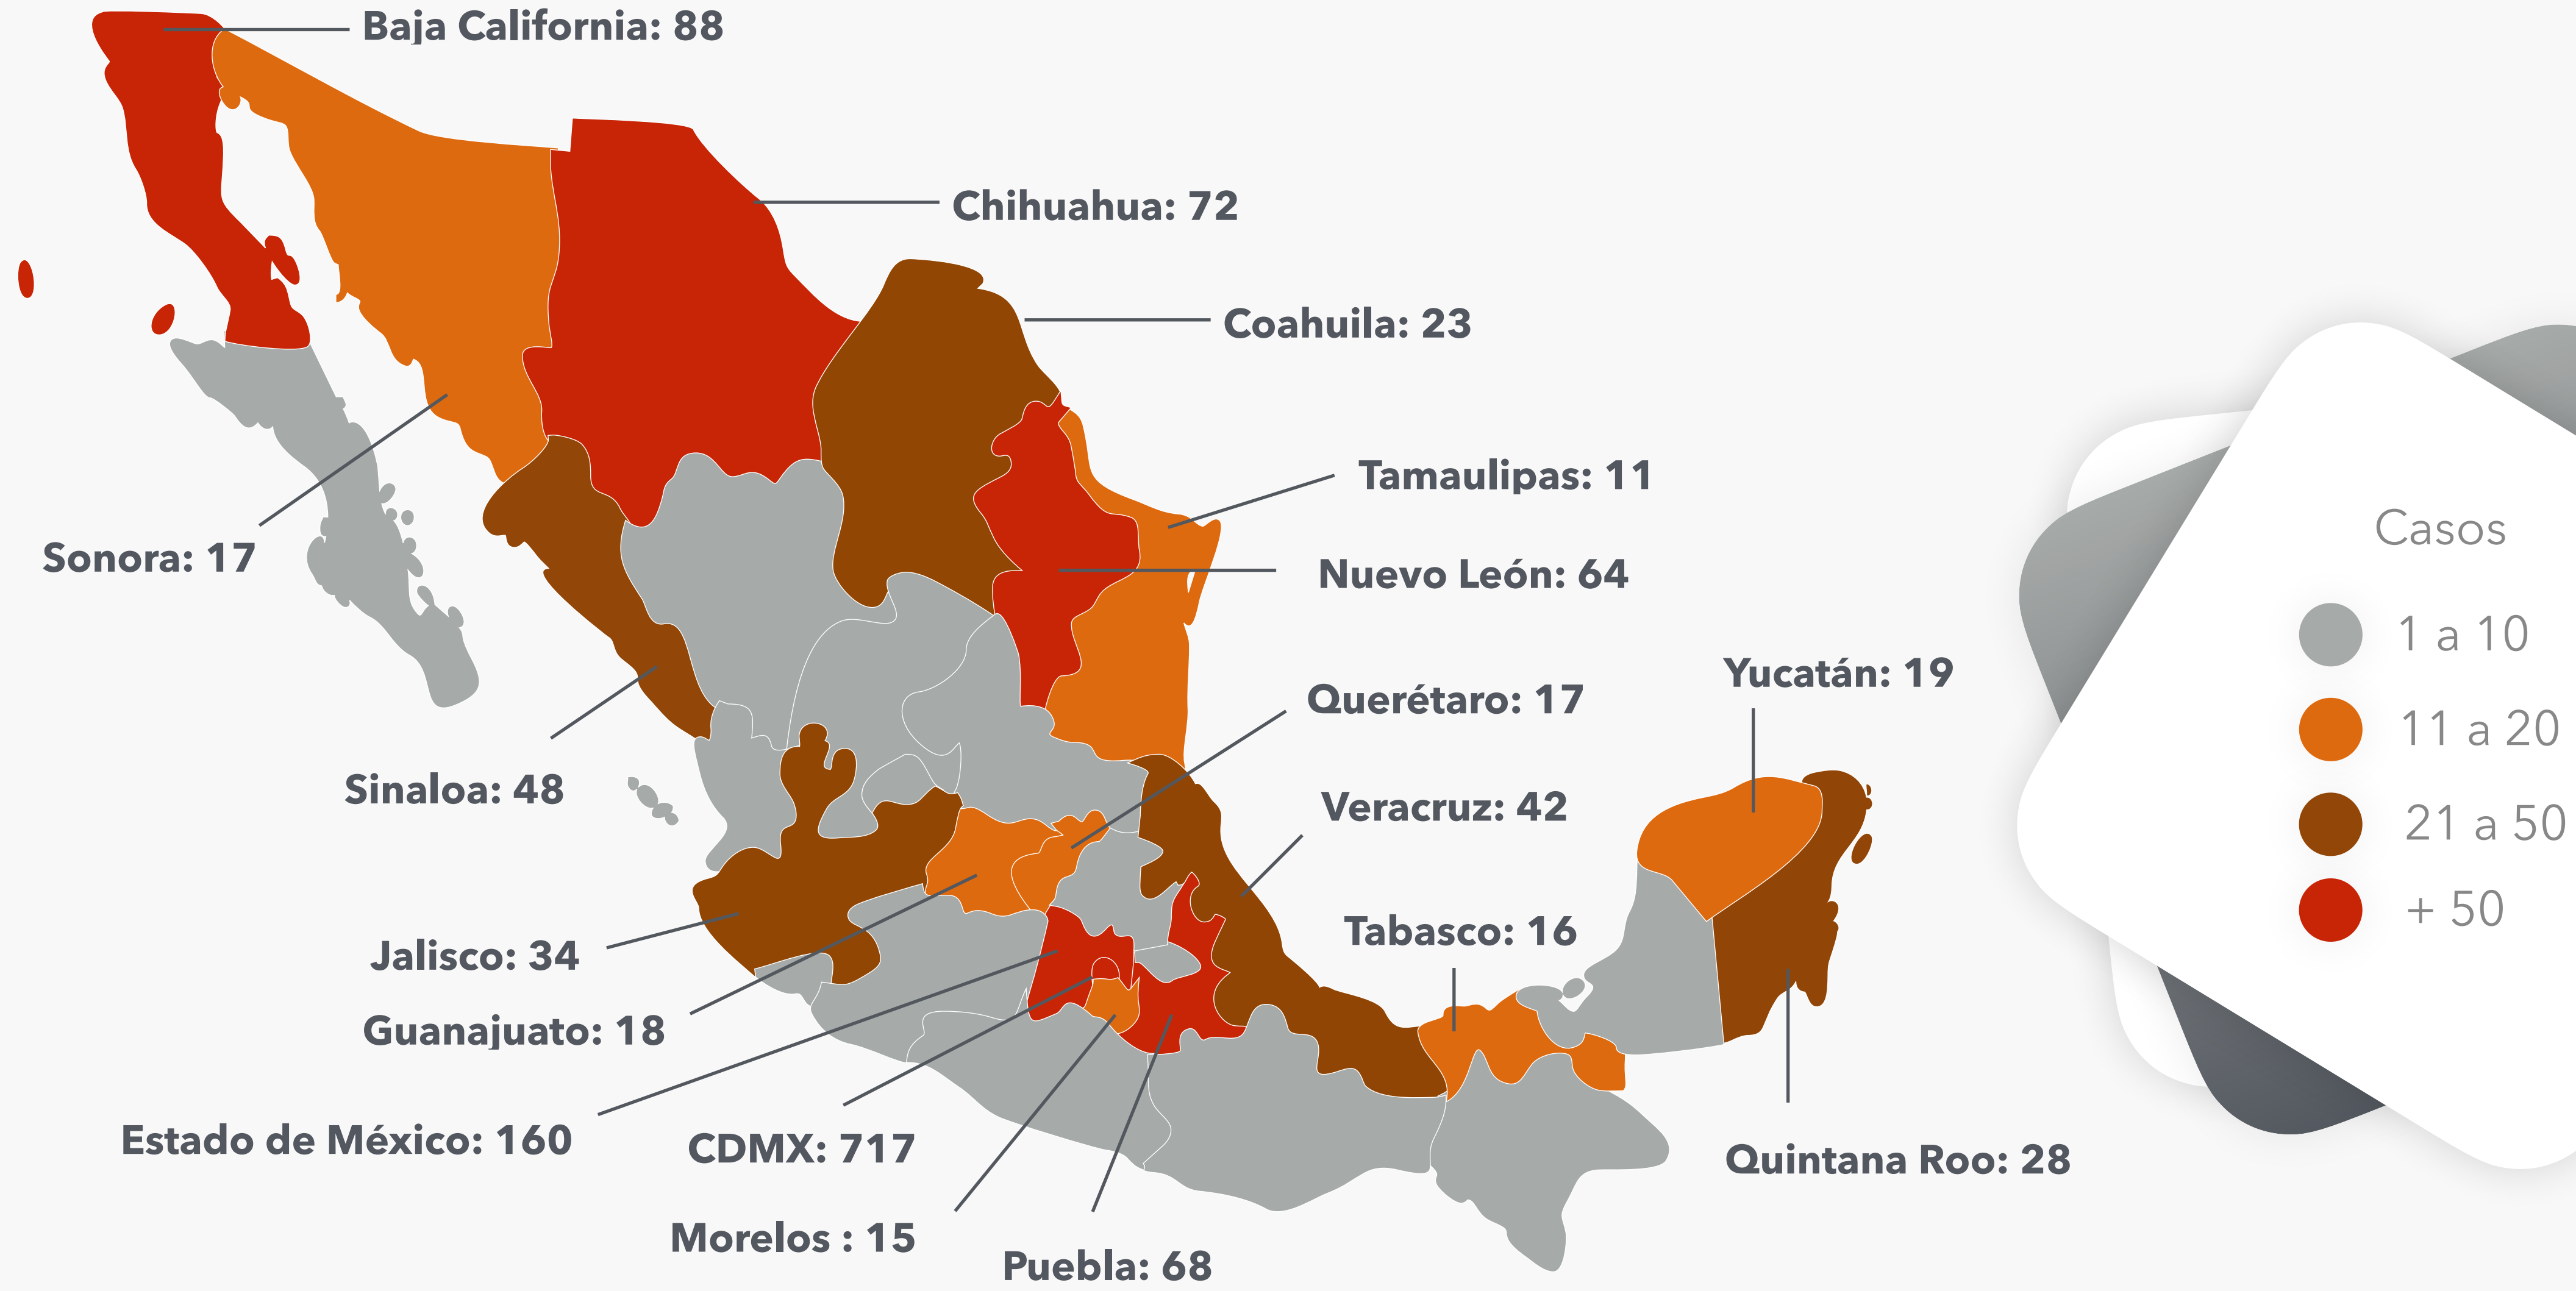 Baja California: 88
Chihuahua: 72
Coahuila: 23
Tamaulipas: 11
Sonora: 17
Nuevo León: 64
Yucatán: 19
Querétaro: 17
Sinaloa: 48
Veracruz: 42
Tabasco: 16
Jalisco: 34
Guanajuato: 18
Estado de México: 160
CDMX: 717
Quintana Roo: 28
Morelos : 15
Puebla: 68
Casos
1 a 10
11 a 20
21 a 50
+ 50